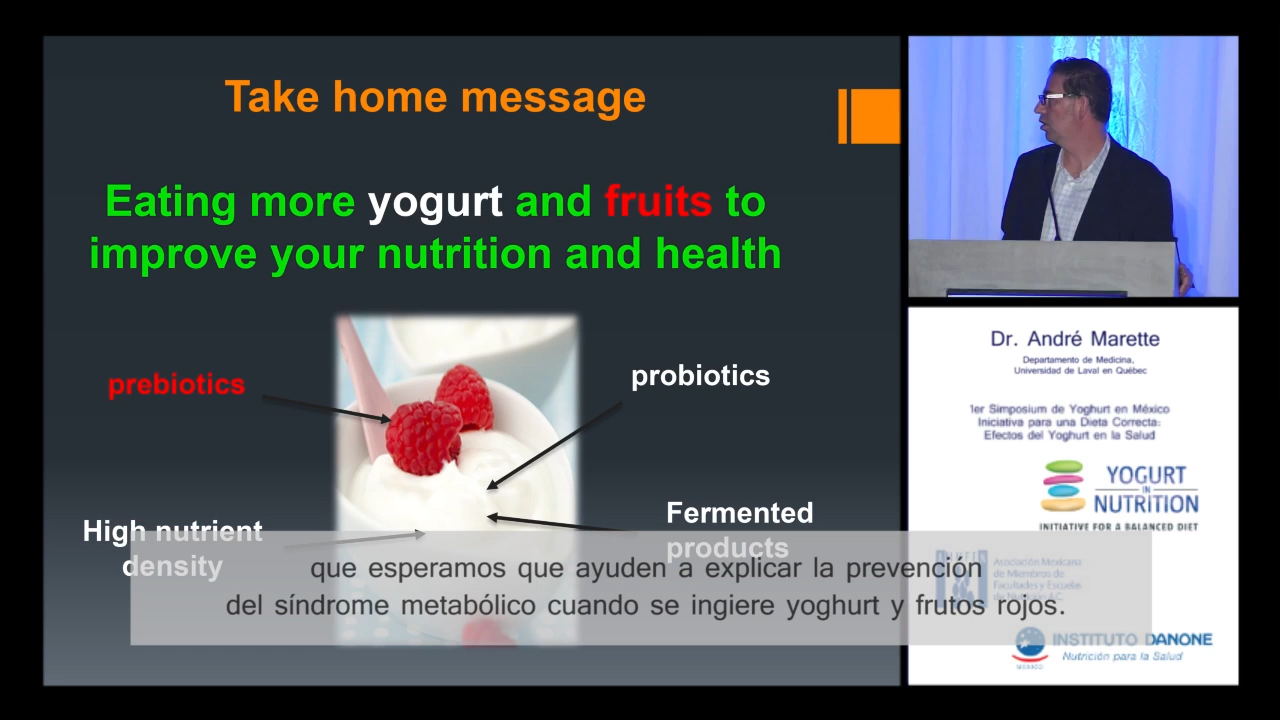 Take home message
Eating more yogurt and fruits to
improve your nutrition and health
prebiotics
probiotics
High nutrient
density
Fermented
products
que esperamos que ayuden a explicar la prevención
del síndrome metabólico cuando se ingiere yoghurt y frutos rojos.
Dr. André Marette
Departamento de Medicina,
Universidad de Laval en Québec
1er Simposium de Yoghurt en México
Iniciativa para una Dieta Correcta:
Efectos del Yoghurt en la Salud
YOGURT
IN
NUTRITION
INITIATIVE FOR A BALANCED DIET
Asociación Mexicana
de Miembros de
Facultades y Escuelas
de Nutrición A.C.
INSTITUTO DANONE
Nutrición para la Salud
MÉXICO